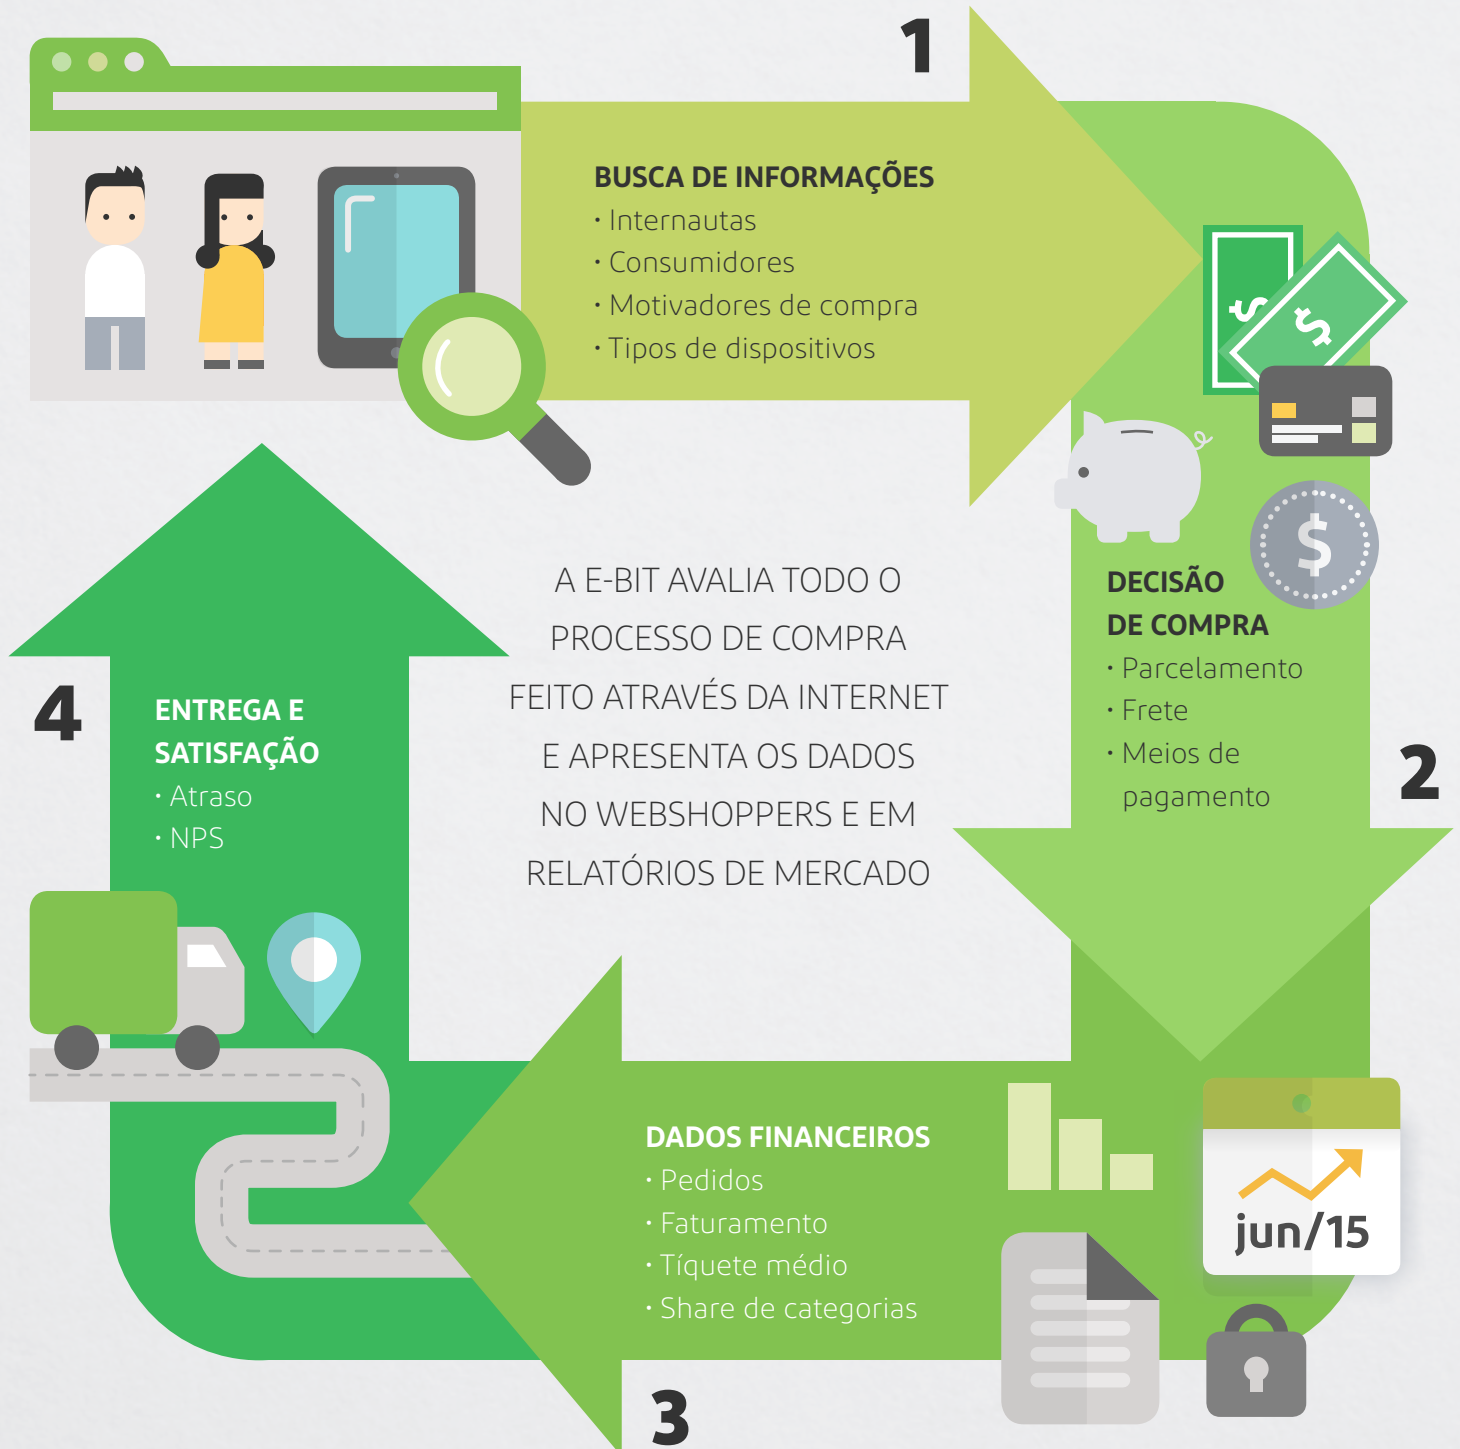 1
BUSCA DE INFORMAÇÕES
• Internautas
• Consumidores
• Motivadores de compra
• Tipos de dispositivos
$
$
$
DECISÃO
DE COMPRA
• Parcelamento
• Frete
• Meios de
pagamento
2
A E-BIT AVALIA TODO O
PROCESSO DE COMPRA
FEITO ATRAVÉS DA INTERNET
E APRESENTA OS DADOS
NO WEBSHOPPERS E EM
RELATÓRIOS DE MERCADO
DADOS FINANCEIROS
• Pedidos
• Faturamento
• Tíquete médio
• Share de categorias
jun/15
3
4
ENTREGA E
SATISFAÇÃO
• Atraso
• NPS